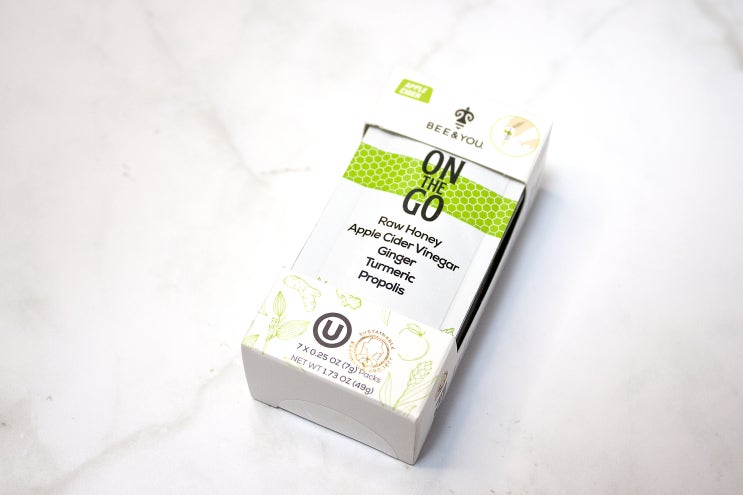 APPLE
CIDER
BEE&YOU
ON
THE
GO
Raw Honey
Apple Cider Vinegar
Ginger
Turmeric
Propolis
U
SUSTAINABLY
7 X 0.25 OZ (7g) Packs
NET WT 1.73 OZ (49g)